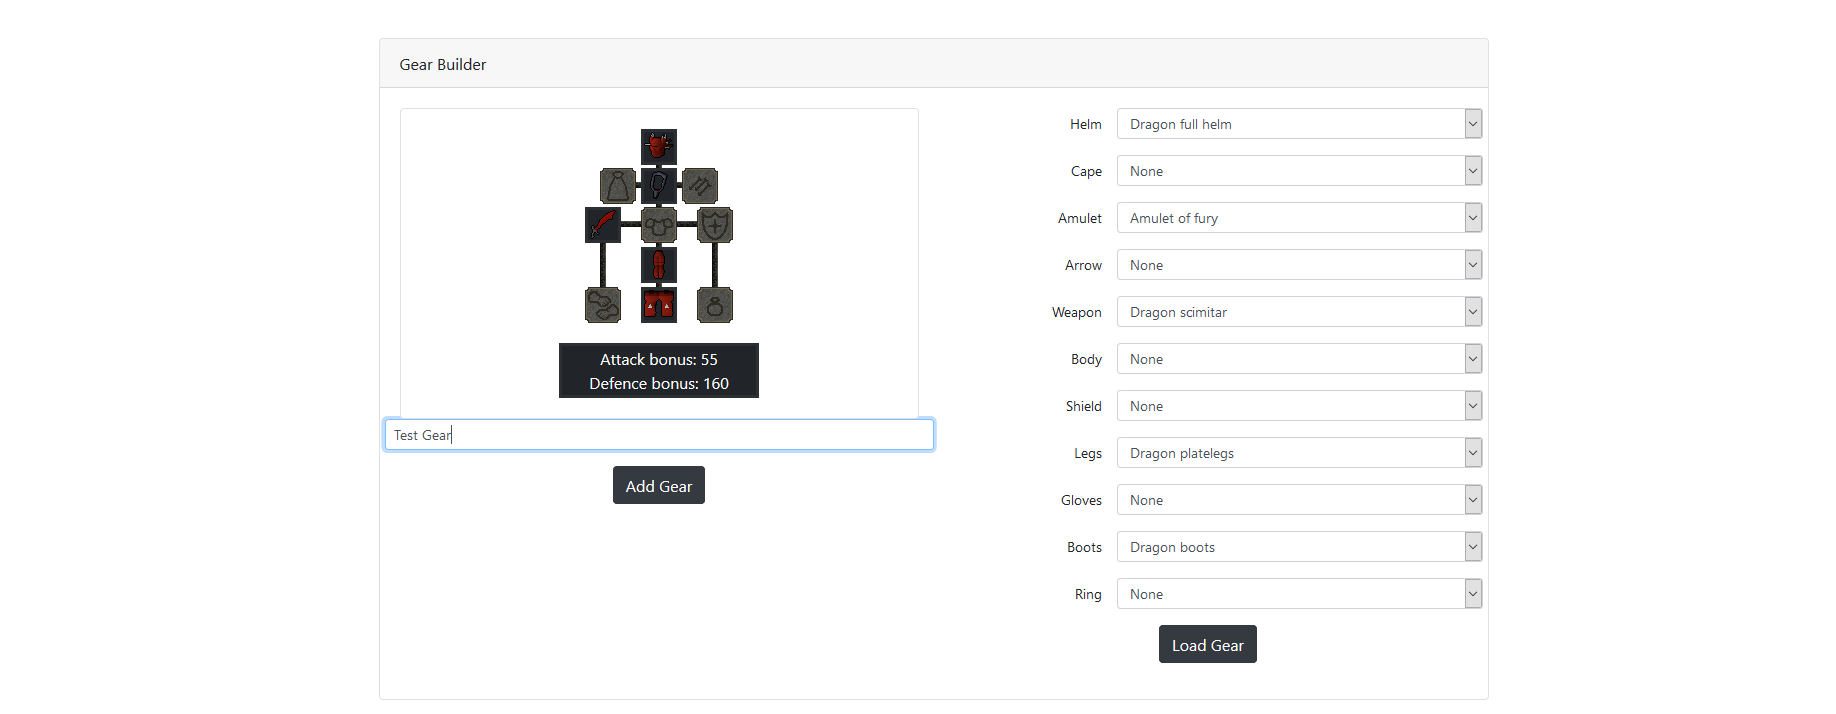 Gear Builder
Attack bonus: 55
Defence bonus: 160
Test Gear
Add Gear
Helm Dragon full helm
Cape None
Amulet Amulet of fury
Arrow None
Weapon Dragon scimitar
Body None
Shield None
Legs Dragon platelegs
Gloves None
Boots Dragon boots
Ring None
Load Gear